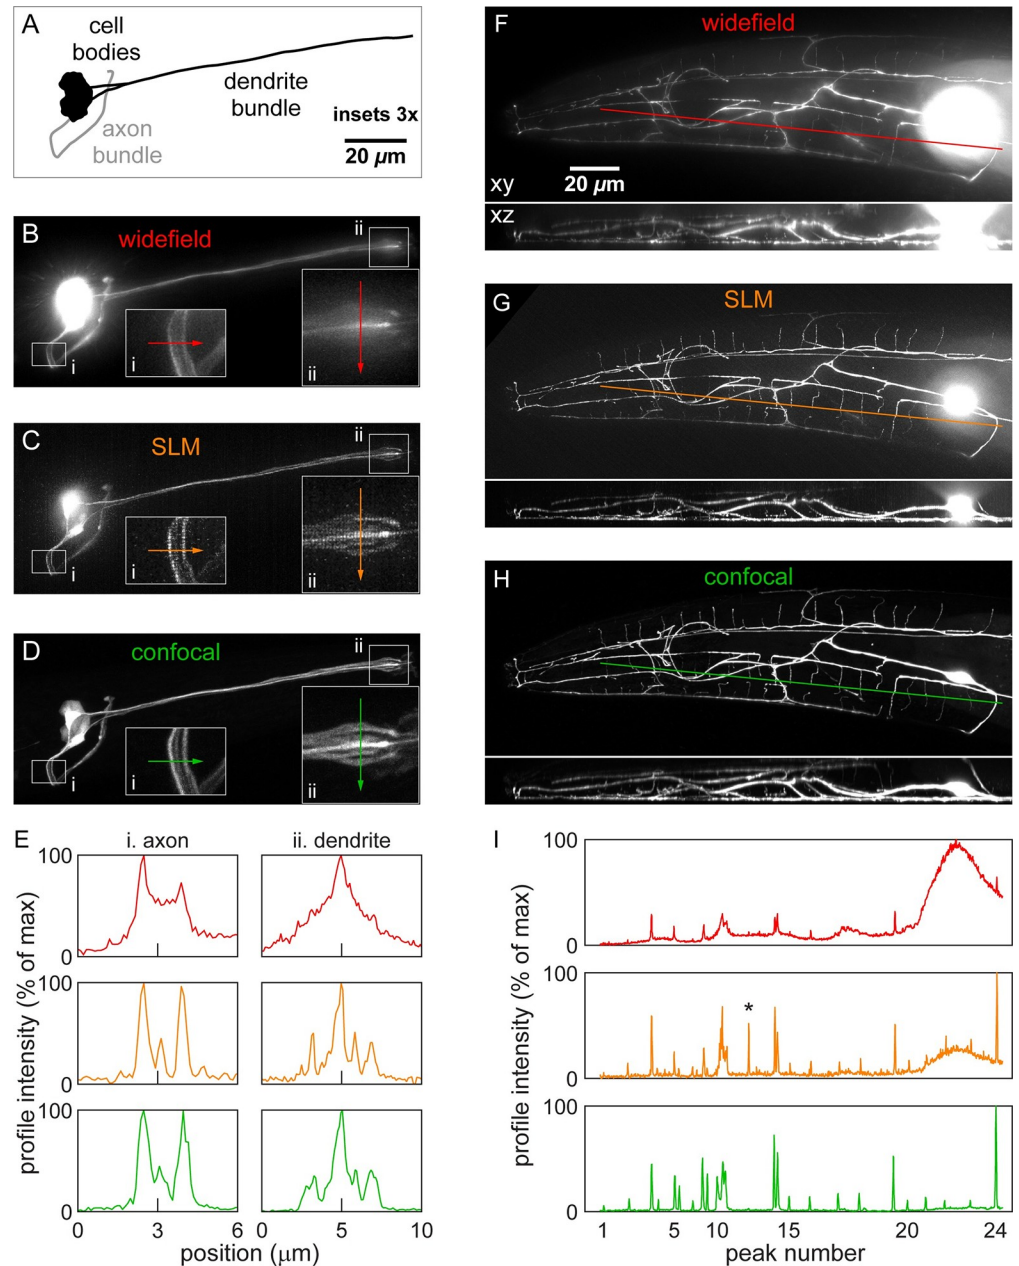 A
cell
bodies
dendrite
bundle
axon
bundle
insets 3x
20 µm
B
widefield
ii
i
i
ii
C
SLM
ii
i
i
ii
D
confocal
ii
i
i
ii
E
i. axon
ii. dendrite
profile intensity (% of max)
100
0
100
0
100
0
0 3 6
0 5 10
position (µm)
F
widefield
20 µm
xy
xz
G
SLM
H
confocal
I
profile intensity (% of max)
100
0
100
*
0
100
0
1 5 10 15 20 24
peak number